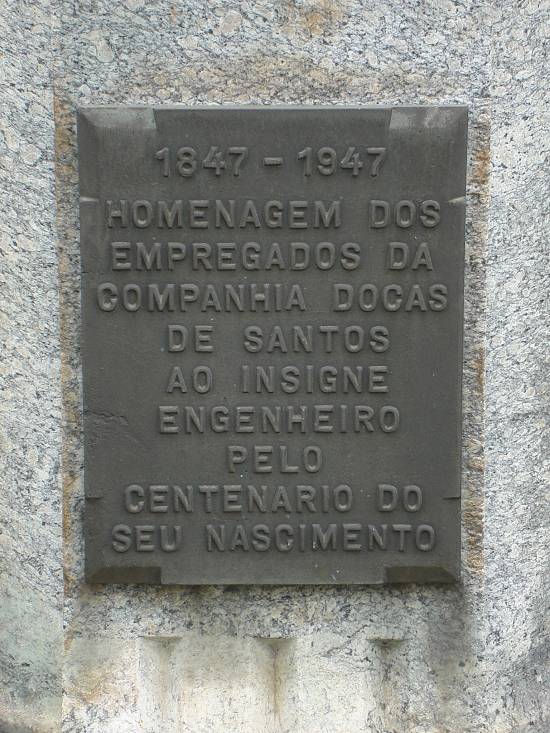 1847 - 1947
HOMENAGEM DOS
EMPREGADOS DA
COMPANHIA DOCAS
DE SANTOS
AO INSIGNE
ENGENHEIRO
PELO
CENTENARIO DO
SEU NASCIMENTO